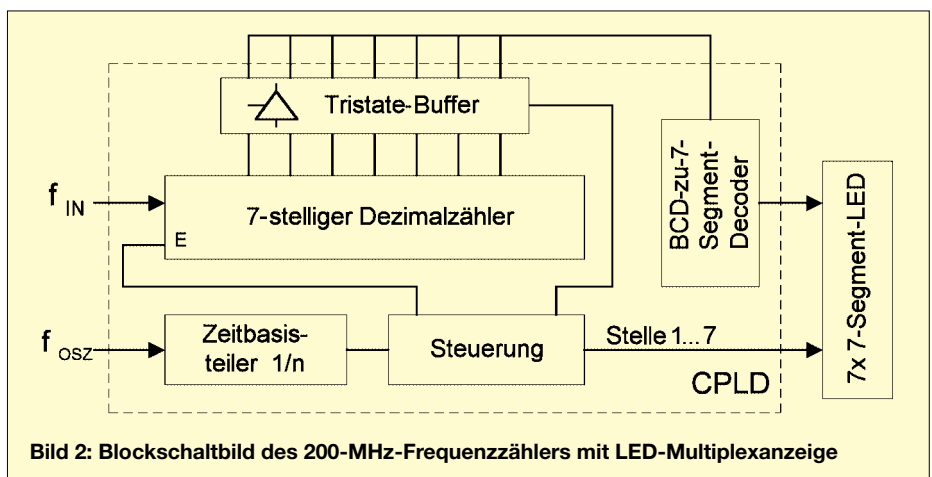 Tristate-Buffer
f IN
7-stelliger Dezimalzähler
E
BCD-zu-7-
Segment-
Decoder
7x 7-Segment-LED
f OSZ
Zeitbasis-
teiler 1/n
Steuerung
Stelle 1... 7
CPLD
Bild 2: Blockschaltbild des 200-MHz-Frequenzzählers mit LED-Multiplexanzeige